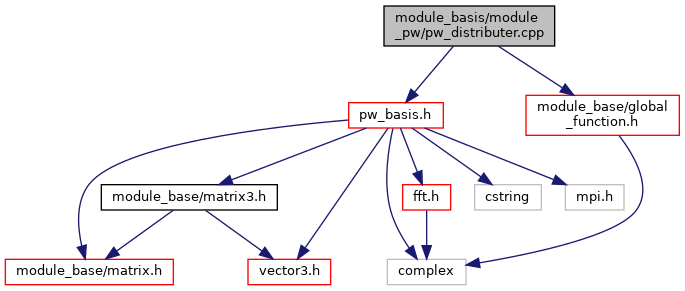 module_basis/module
_pw/pw_distributer.cpp
pw_basis.h
module_base/global
_function.h
module_base/matrix3.h
fft.h
cstring
mpi.h
module_base/matrix.h
vector3.h
complex